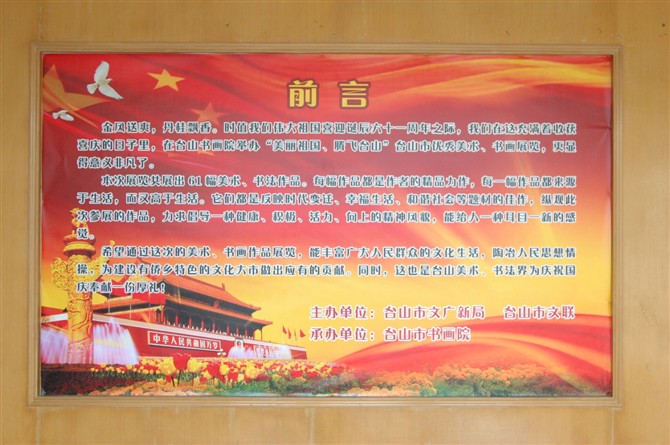 前言
金风送爽，丹桂飘香。时值我们伟大祖国喜迎诞辰六十一周年之际，我们在这充满着收获
喜庆的日子里，在台山书画院举办“美丽祖国、腾飞台山”台山市优秀美术、书画展览，更显
得意义非凡了。
本次展览共展出61幅美术、书法作品。每幅作品都是作者的精品力作，每一幅作品都来源
于生活，而又高于生活。它们都是反映时代变迁、幸福生活、和谐社会等题材的佳作，纵观此
次参展的作品，力求倡导一种健康、积极、活力、向上的精神风貌，能给人一种耳目一新的感
觉。
希望通过这次的美术、书画作品展览，能丰富广大人民群众的文化生活，陶冶人民思想情
操，为建设有侨乡特色的文化大市做出应有的贡献。同时，这也是台山美术、书法界为庆祝国
庆奉献一份厚礼！
主办单位：台山市文广新局 台山市文联
承办单位：台山市书画院
中华人民共和国万岁